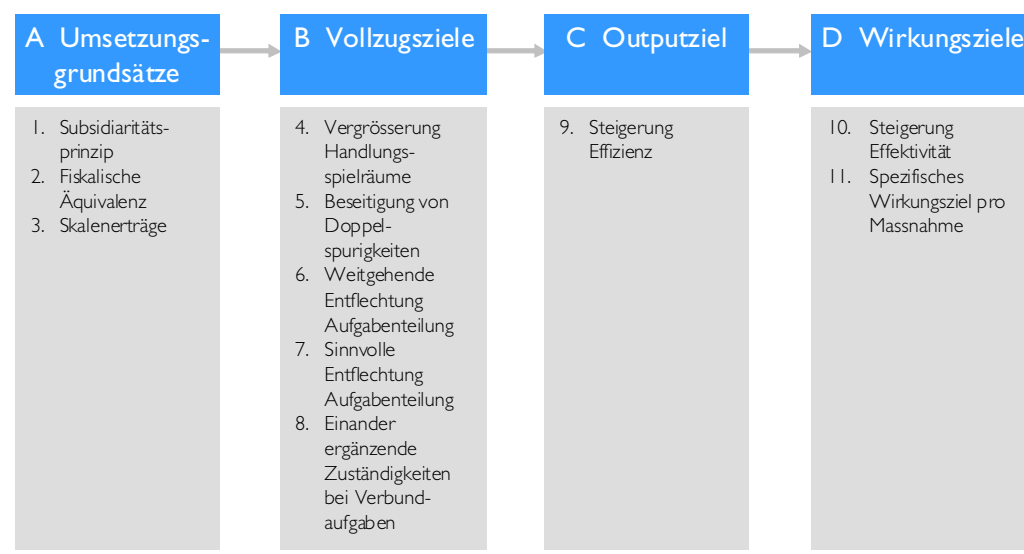 A Umsetzungs-
grundsätze
1. Subsidiaritäts-
prinzip
2. Fiskalische
Äquivalenz
3. Skalenerträge
B Vollzugsziele
4. Vergrösserung
Handlungs-
spielräume
5. Beseitigung von
Doppel-
spurigkeiten
6. Weitgehende
Entflechtung
Aufgabenteilung
7. Sinnvolle
Entflechtung
Aufgabenteilung
8. Einander
ergänzende
Zuständigkeiten
bei Verbund-
aufgaben
C Outputziel
9. Steigerung
Effizienz
D Wirkungsziele
10. Steigerung
Effektivität
11. Spezifisches
Wirkungsziel pro
Massnahme